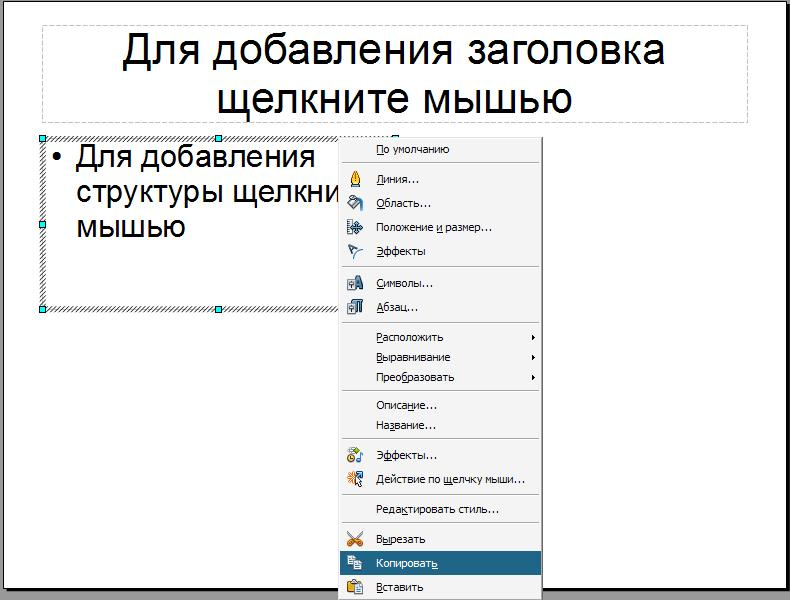 Для добавления заголовка
щелкните мышью
• Для добавления
структуры щелкни
мышью
По умолчанию
Линия...
Область...
Положение и размер...
Эффекты
Символы...
Абзац...
Расположить
Выравнивание
Преобразовать
Описание...
Название...
Эффекты...
Действие по щелчку мыши...
Редактировать стиль...
Вырезать
Копировать
Вставить